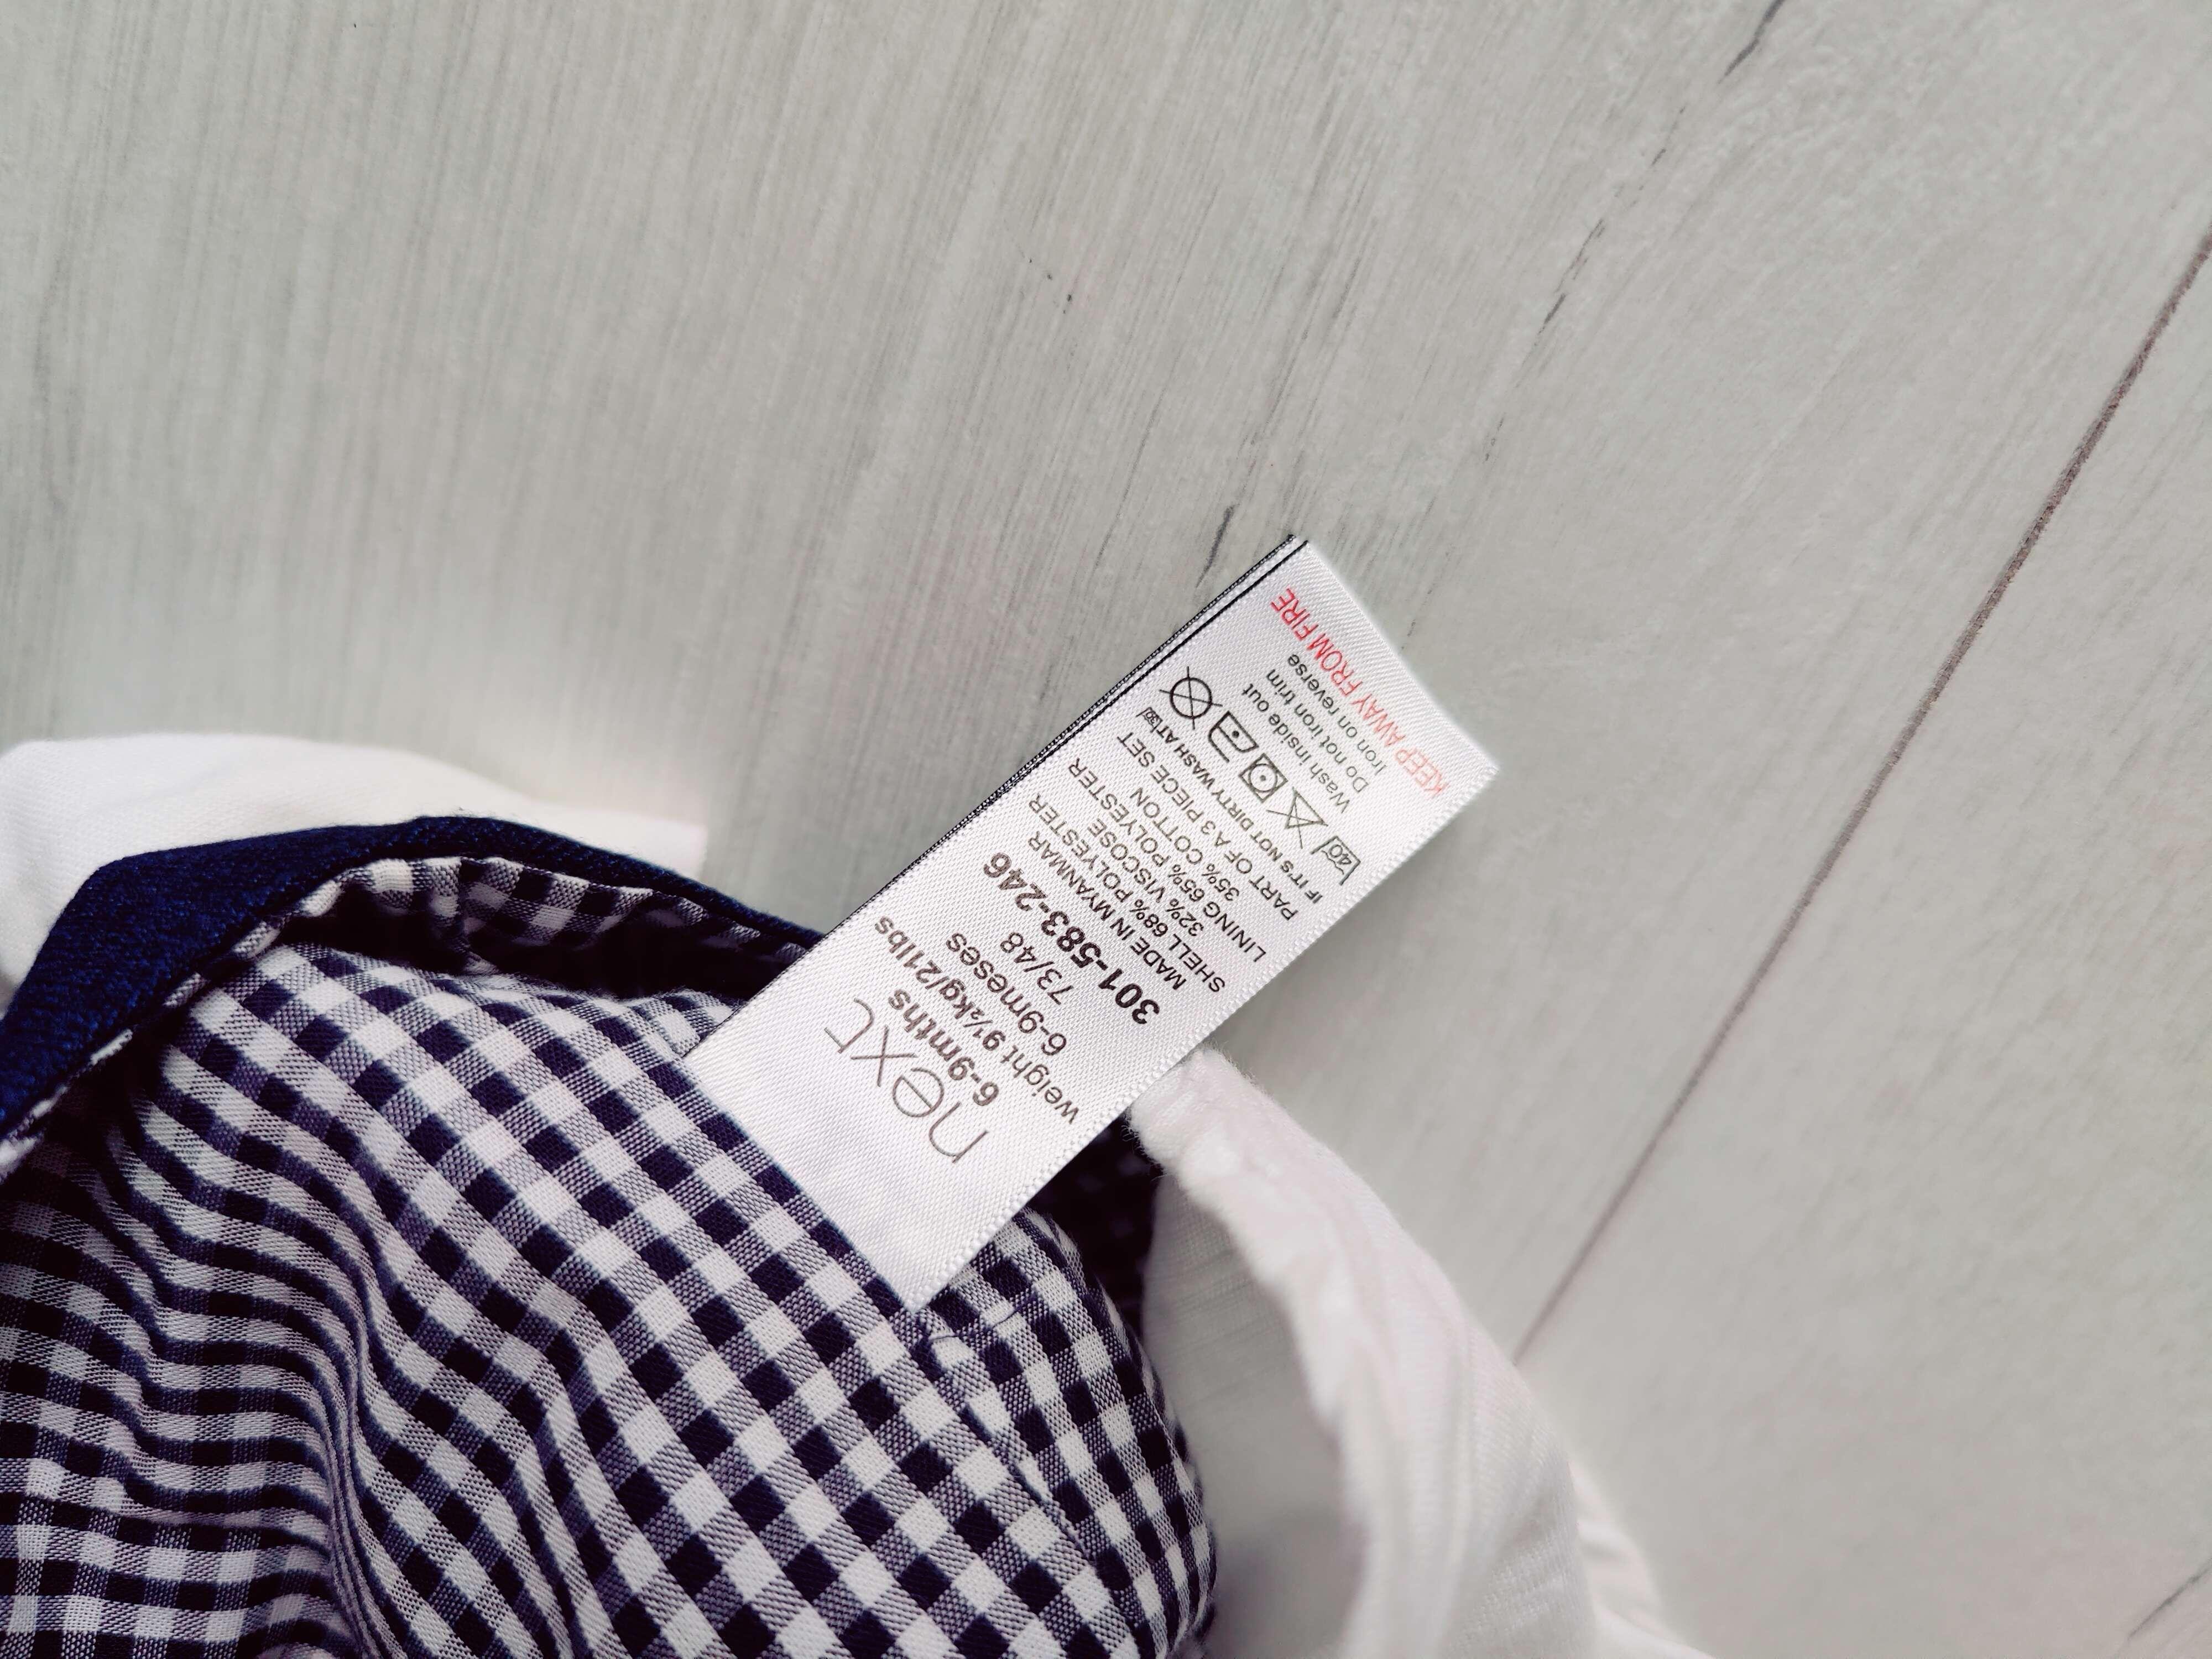 next
6-9mths
weight 9½kg/21lbs
6-9meses
73/48
301-583-246
MADE IN MYANMAR
SHELL 68% POLYESTER
32% VISCOSE
LINING 65% POLYESTER
35% COTTON
PART OF A 3 PIECE SET
IF IT'S NOT DIRTY WASH AT 30
40
Wash inside out
Do not iron trim
Iron on reverse
KEEP AWAY FROM FIRE